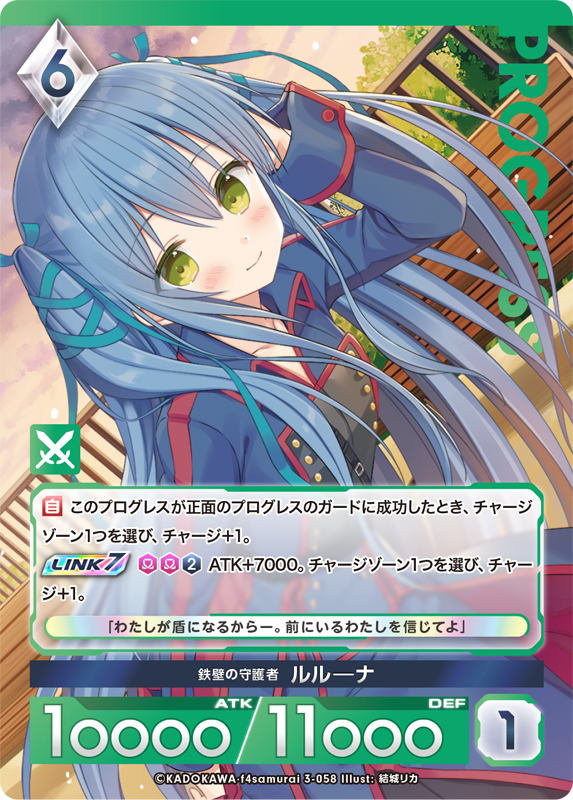 6
PROGRESS
自 このプログレスが正面のプログレスのガードに成功したとき、チャージ
ゾーン1つを選び、チャージ+1。
LINK 7 Ω Ω 2 ATK+7000。チャージゾーン1つを選び、チャー
ジ+1。
「わたしが盾になるからー。前にいるわたしを信じてよ」
鉄壁の守護者 ルルーナ
ATK DEF
10000/11000
1
©KADOKAWA·f4samurai 3-058 Illust: 結城リカ